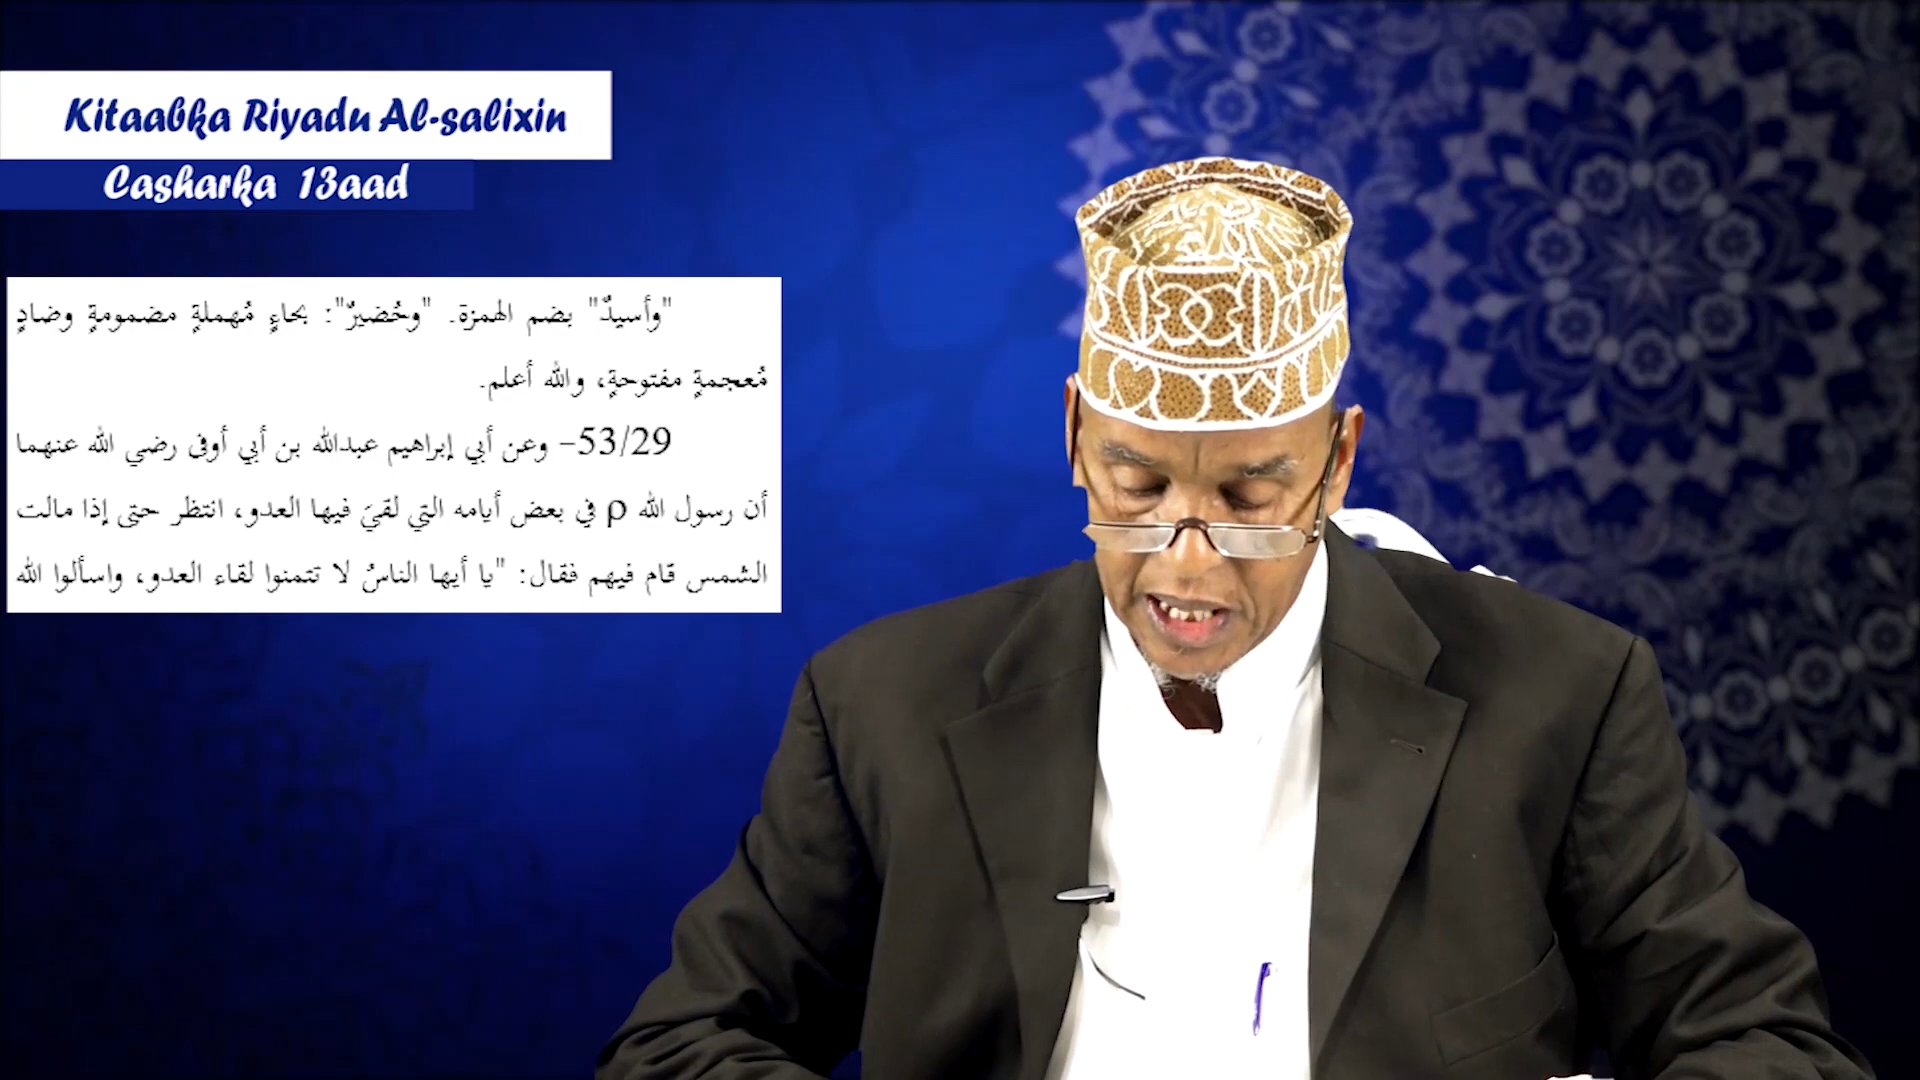 Kitaabka Riyadu Al-salixin
Casharka 13aad
"وأسيدٌ" بضم الهمزة. "وحُضيرٌ": بحاءٍ مُهملةٍ مضمومةٍ وضادٍ
مُعجمةٍ مفتوحةٍ، والله أعلم.
53/29- وعن أبي إبراهيم عبدالله بن أبي أوفى رضي الله عنهما
أن رسول الله ρ في بعض أيامه التي لقيَ فيها العدو، انتظر حتى إذا مالت
الشمس قام فيهم فقال: "يا أيها الناسُ لا تتمنوا لقاء العدو، واسألوا الله